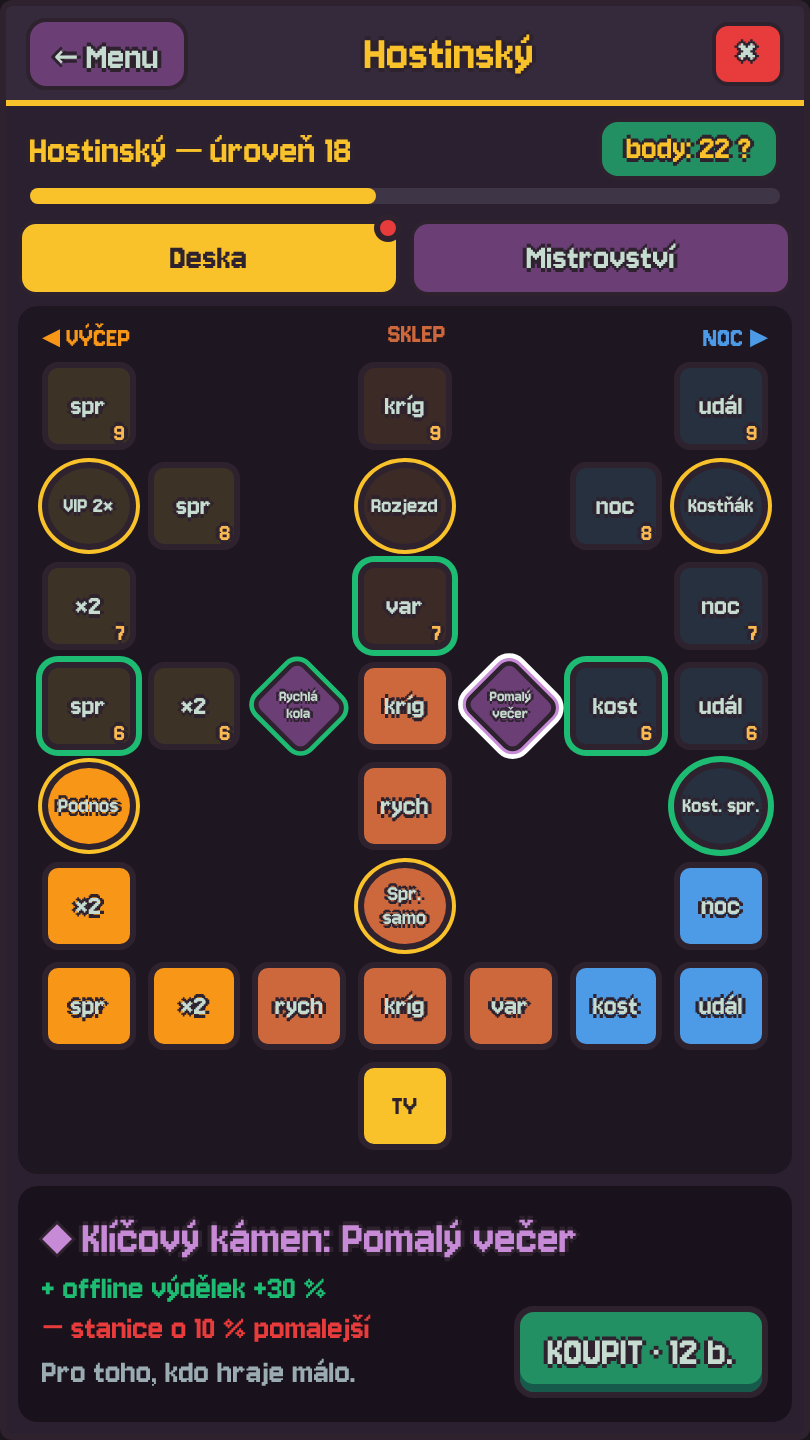 ← Menu
Hostinský
×
Hostinský — úroveň 18
body: 22 ?
Deska
Mistrovství
◀ VÝČEP
SKLEP
NOC ▶
spr
9
kríg
9
udál
9
VIP 2×
spr
8
Rozjezd
noc
8
Kostňák
×2
7
var
7
noc
7
spr
6
×2
6
Rychlá
kola
kríg
Pomalý
večer
kost
6
udál
6
Podnos
rych
Kost. spr.
×2
Spr.
samo
noc
spr
×2
rych
kríg
var
kost
udál
TY
◆ Klíčový kámen: Pomalý večer
+ offline výdělek +30 %
— stanice o 10 % pomalejší
Pro toho, kdo hraje málo.
KOUPIT · 12 b.